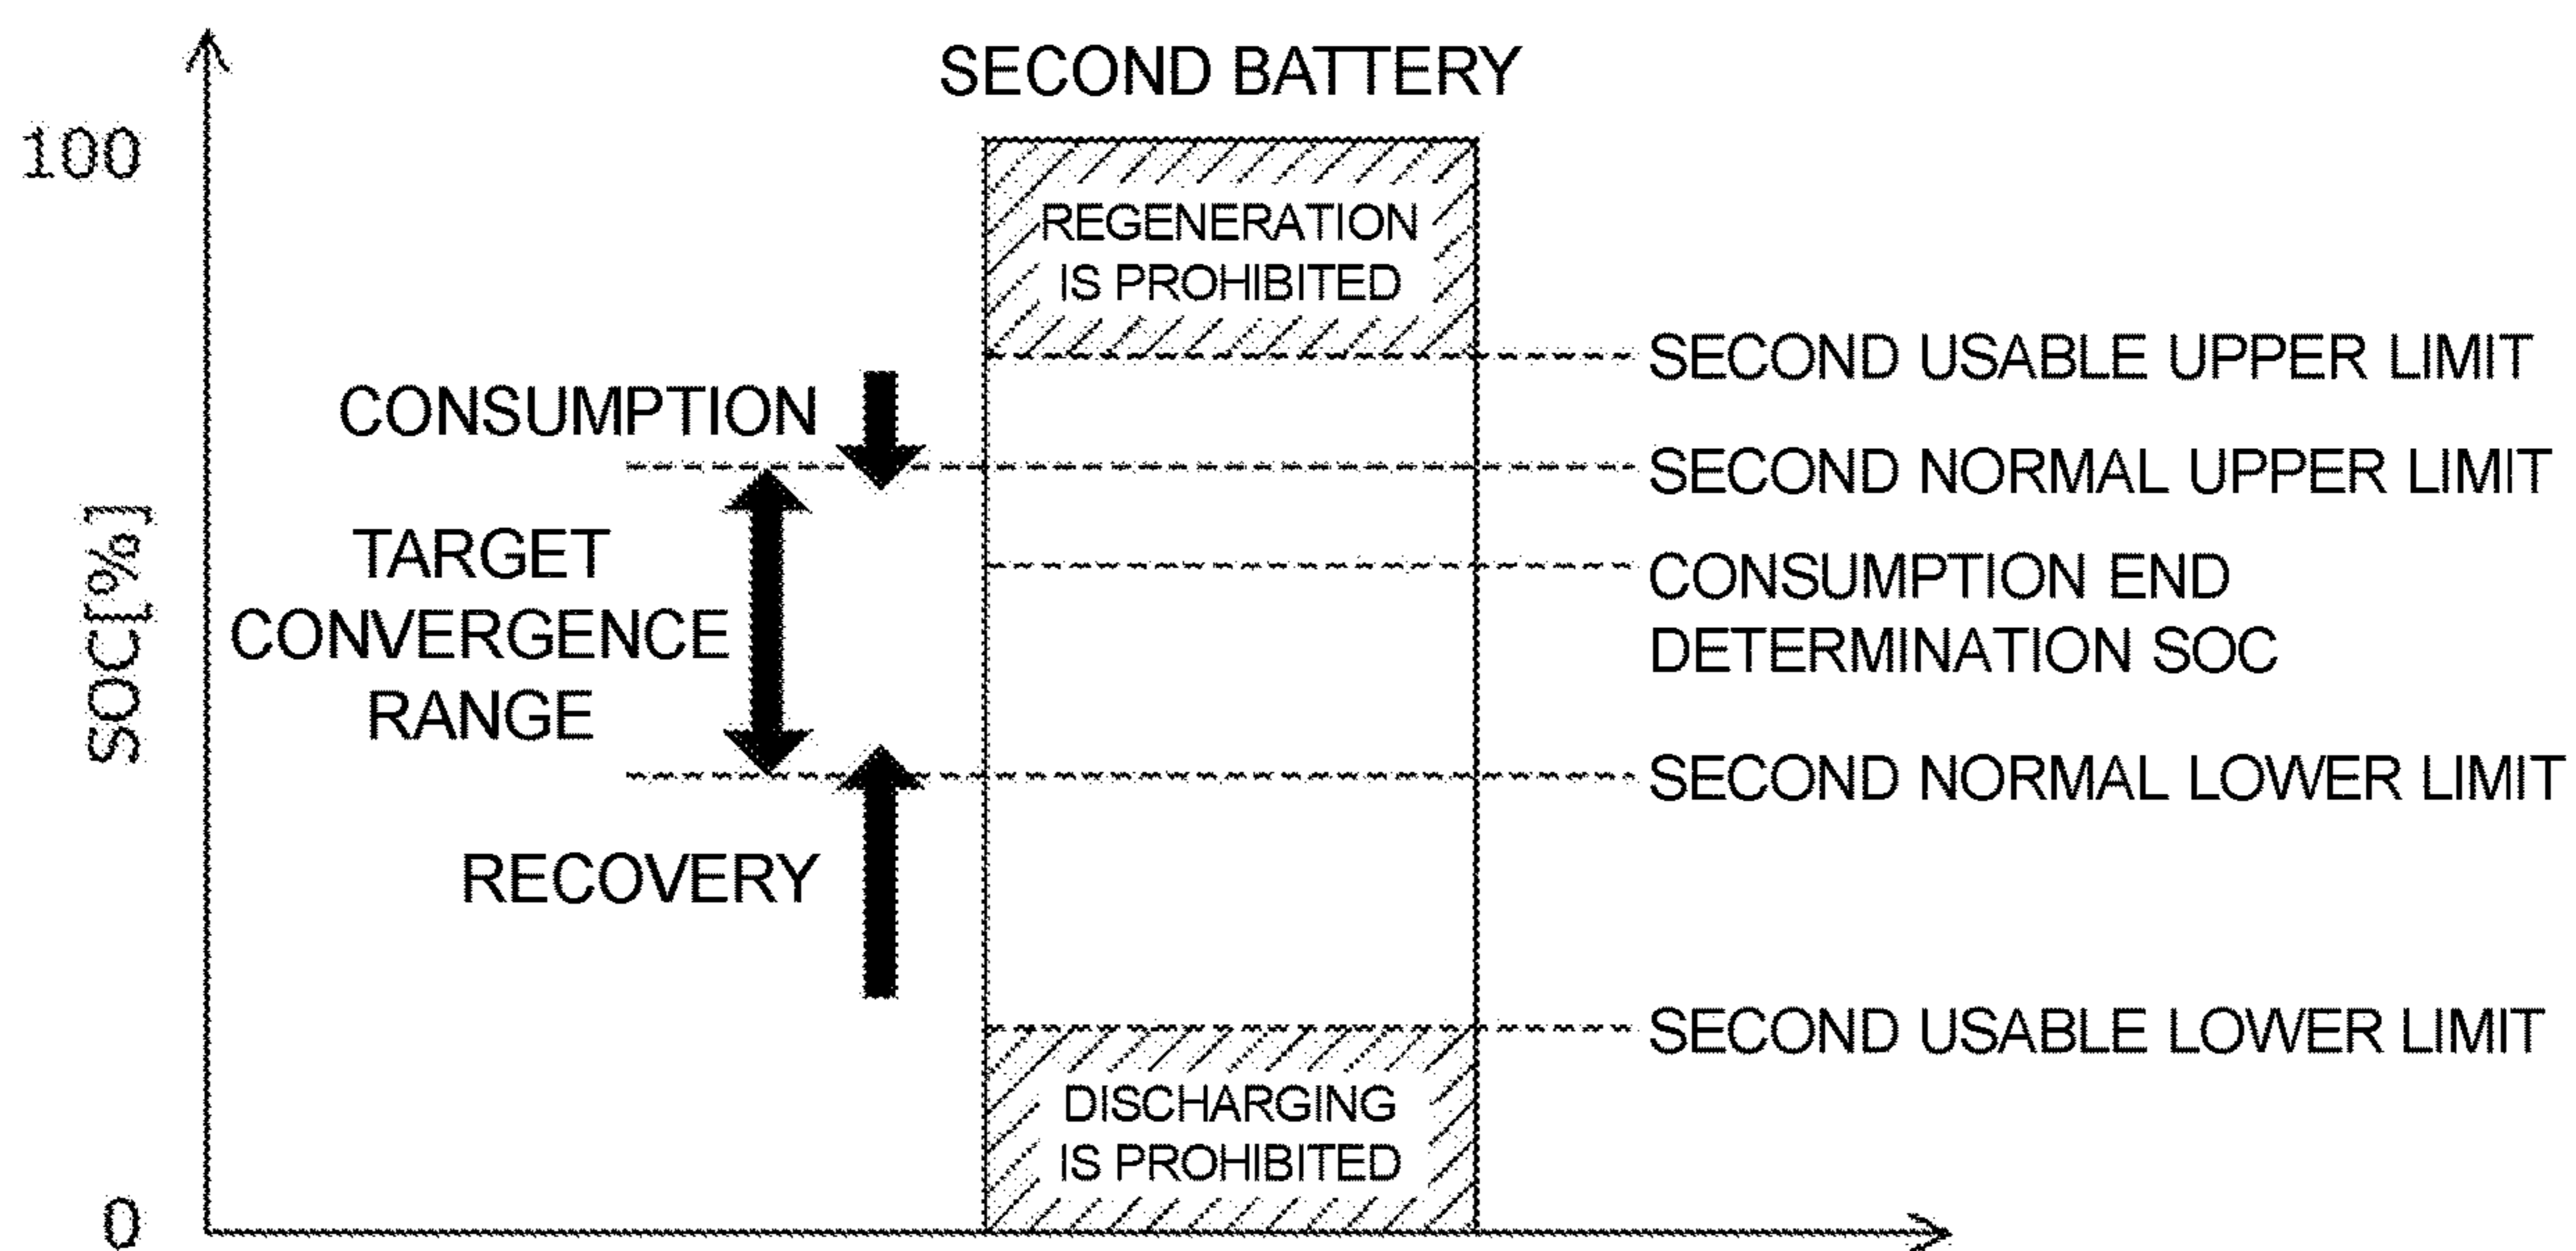 SECOND BATTERY
100
REGENERATION
IS PROHIBITED
SECOND USABLE UPPER LIMIT
CONSUMPTION
SECOND NORMAL UPPER LIMIT
SOC[%]
TARGET
CONVERGENCE
RANGE
CONSUMPTION END
DETERMINATION SOC
SECOND NORMAL LOWER LIMIT
RECOVERY
SECOND USABLE LOWER LIMIT
DISCHARGING
IS PROHIBITED
0